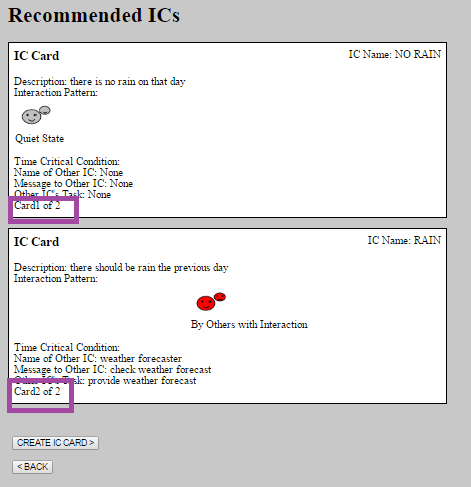 Recommended ICs
IC Card
IC Name: NO RAIN
Description: there is no rain on that day
Interaction Pattern:
Quiet State
Time Critical Condition:
Name of Other IC: None
Message to Other IC: None
Other IC's Task: None
Card1 of 2
IC Card
IC Name: RAIN
Description: there should be rain the previous day
Interaction Pattern:
By Others with Interaction
Time Critical Condition:
Name of Other IC: weather forecaster
Message to Other IC: check weather forecast
Other IC's Task: provide weather forecast
Card2 of 2
CREATE IC CARD >
< BACK